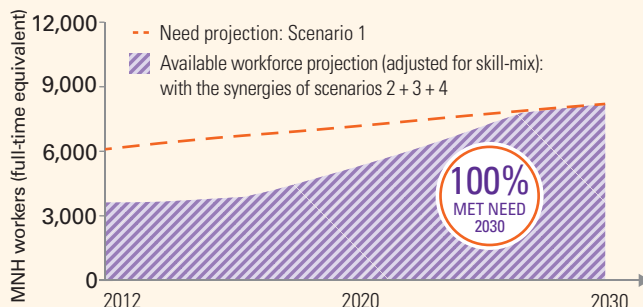 MNH workers (full-time equivalent)
12,000
9,000
6,000
3,000
0
Need projection: Scenario 1
Available workforce projection (adjusted for skill-mix):
with the synergies of scenarios 2 + 3 + 4
100%
MET NEED
2030
2012
2020
2030